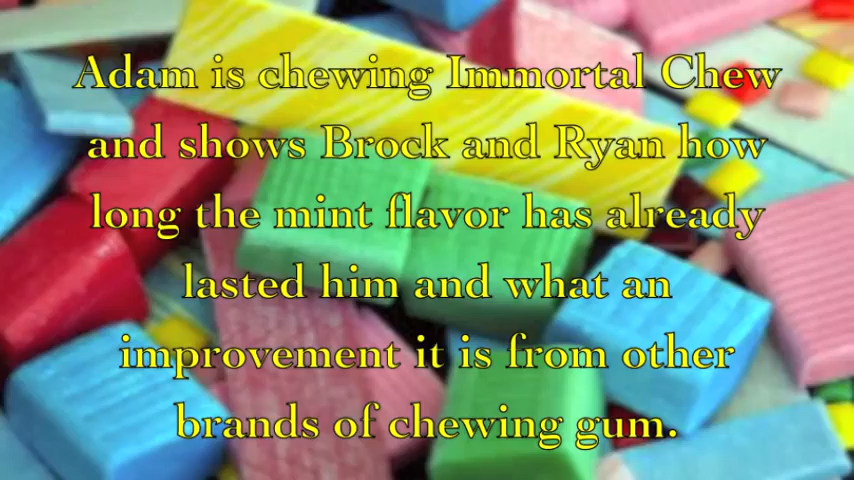 Adam is chewing Immortal Chew
and shows Brock and Ryan how
long the mint flavor has already
lasted him and what an
improvement it is from other
brands of chewing gum.